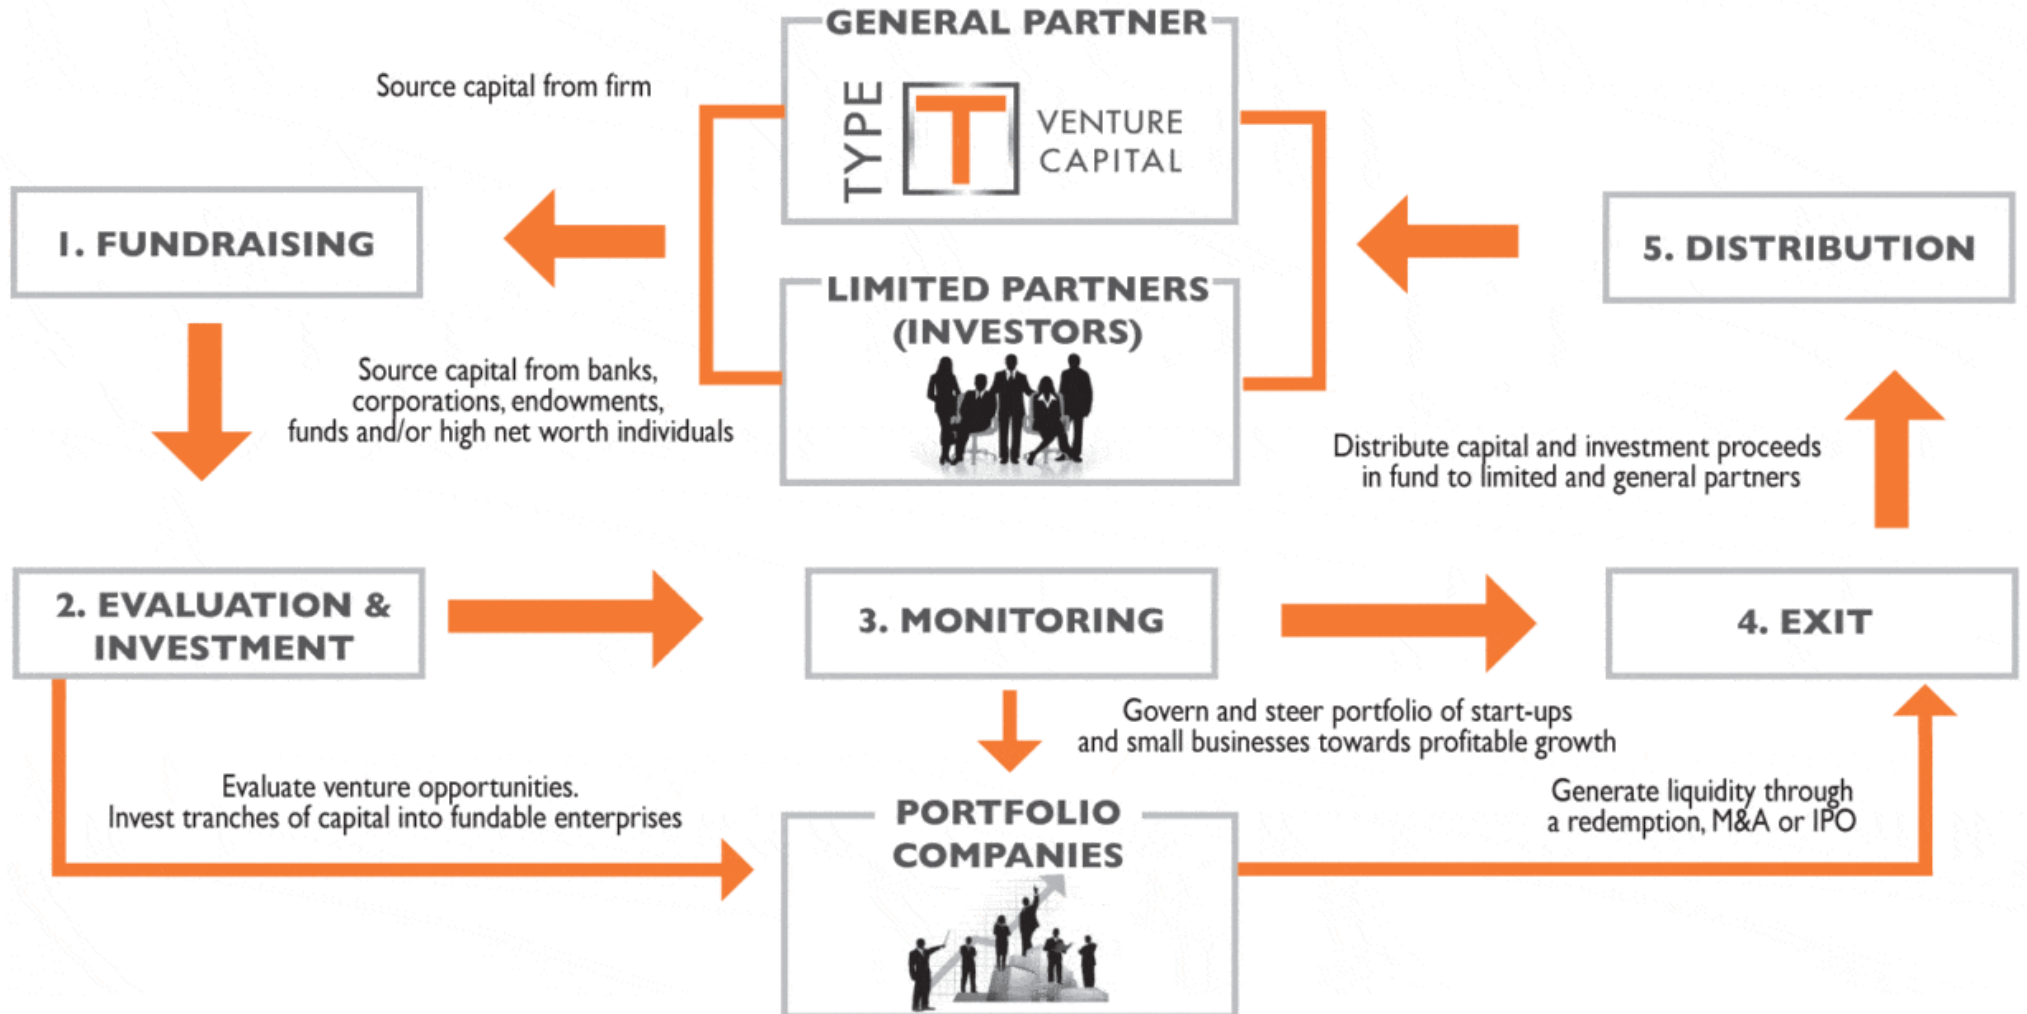 GENERAL PARTNER
Source capital from firm
TYPE
T
VENTURE
CAPITAL
1. FUNDRAISING
5. DISTRIBUTION
LIMITED PARTNERS
(INVESTORS)
Source capital from banks,
corporations, endowments,
funds and/or high net worth individuals
Distribute capital and investment proceeds
in fund to limited and general partners
2. EVALUATION &
INVESTMENT
3. MONITORING
4. EXIT
Govern and steer portfolio of start-ups
and small businesses towards profitable growth
Evaluate venture opportunities.
Invest tranches of capital into fundable enterprises
Generate liquidity through
a redemption, M&A or IPO
PORTFOLIO
COMPANIES